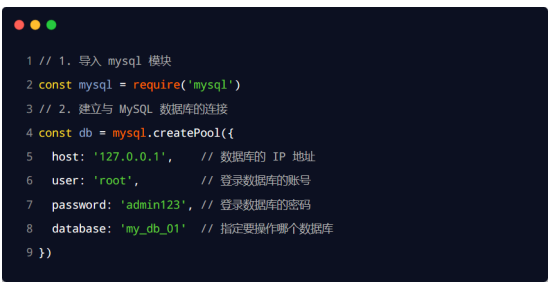 1 // 1. 导入 mysql 模块
2 const mysql = require('mysql')
3 // 2. 建立与 MySQL 数据库的连接
4 const db = mysql.createPool({
5   host: '127.0.0.1',    // 数据库的 IP 地址
6   user: 'root',         // 登录数据库的账号
7   password: 'admin123', // 登录数据库的密码
8   database: 'my_db_01'  // 指定要操作哪个数据库
9 })